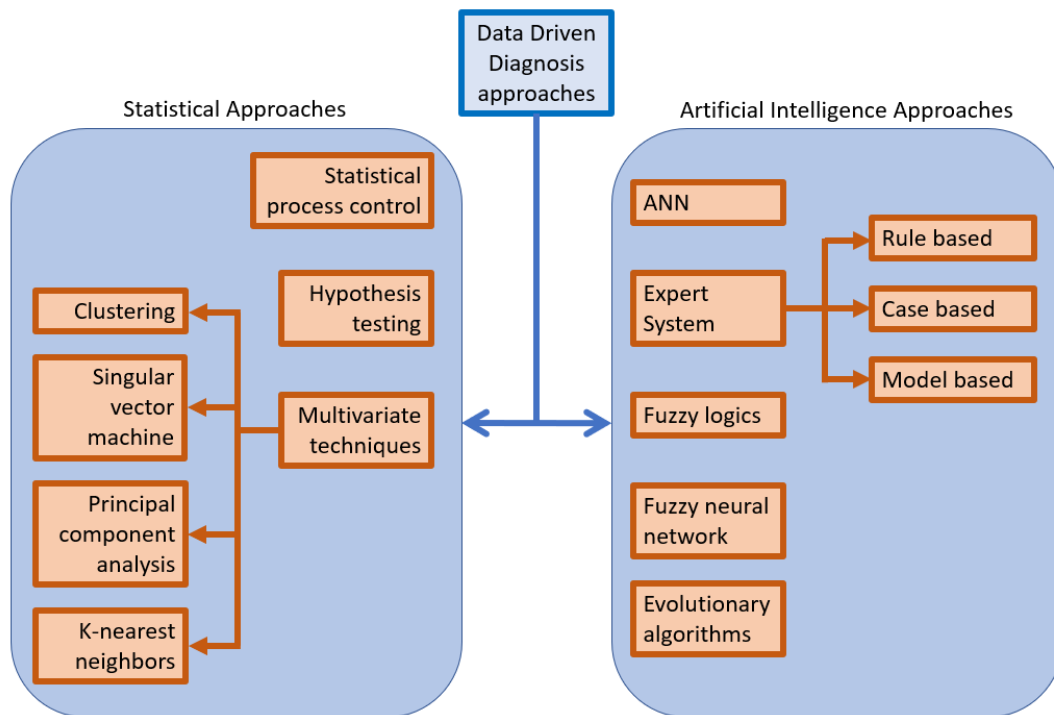 Data Driven
Diagnosis
approaches
Statistical Approaches
Statistical
process control
Hypothesis
testing
Multivariate
techniques
Clustering
Singular
vector
machine
Principal
component
analysis
K-nearest
neighbors
Artificial Intelligence Approaches
ANN
Expert
System
Rule based
Case based
Model based
Fuzzy logics
Fuzzy neural
network
Evolutionary
algorithms